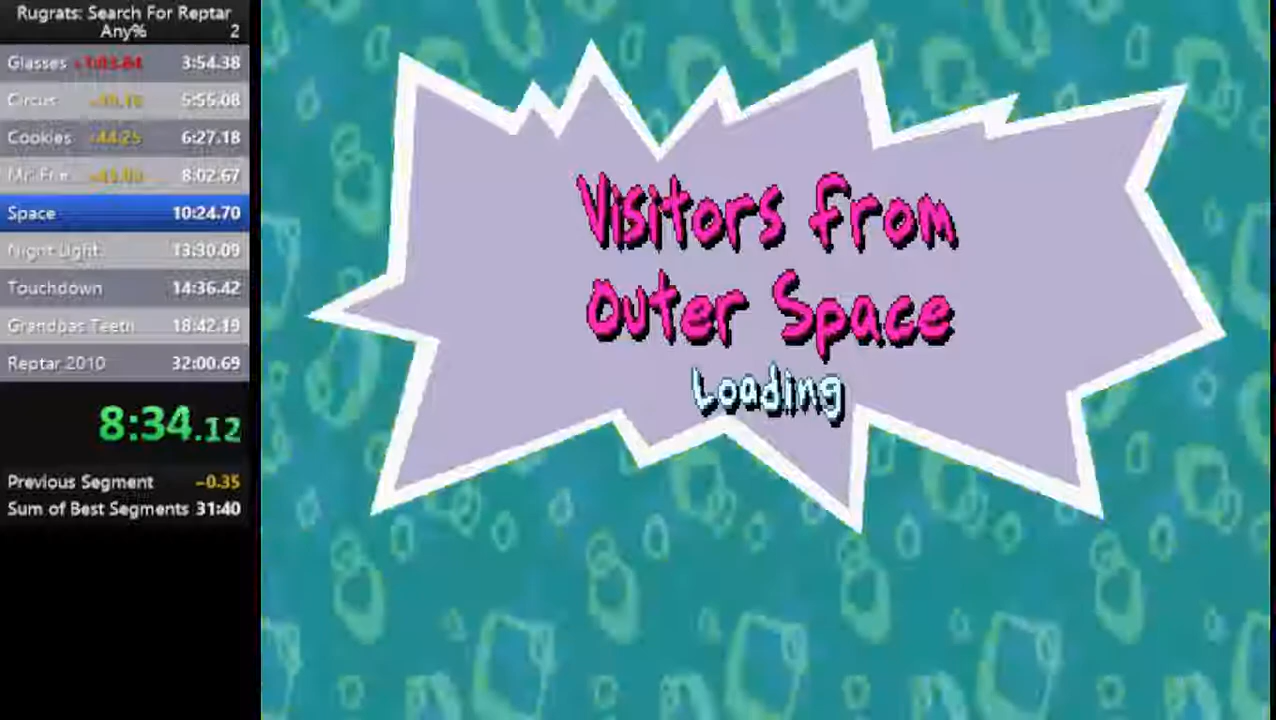 Rugrats: Search For Reptar
Any% 2
Glasses 3:54.38
Circus 5:55.08
Cookies -44.25 6:27.18
8:02.67
Space 10:24.70
Night Light 13:30.09
Touchdown 14:36.42
Grandpas Teeth 18:42.19
Reptar 2010 32:00.69
8:34.12
Previous Segment -0.35
Sum of Best Segments 31:40
Visitors from
Outer Space
Loading